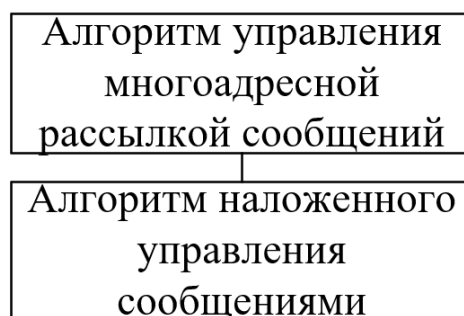 Алгоритм управления
многоадресной
рассылкой сообщений
Алгоритм наложенного
управления
сообщениями